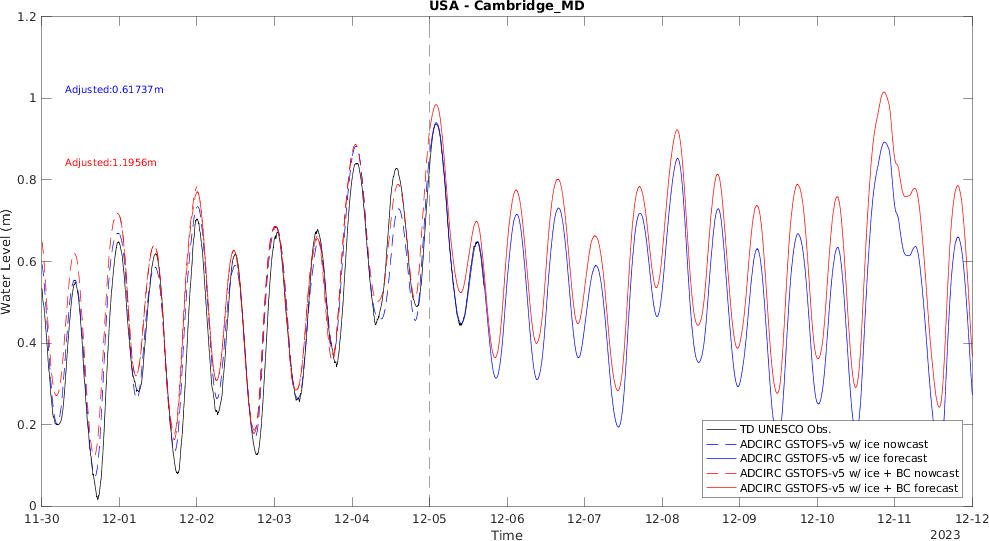 USA - Cambridge_MD
1.2
1
0.8
0.6
0.4
0.2
0
Water Level (m)
Adjusted:0.61737m
Adjusted:1.1956m
TD UNESCO Obs.
ADCIRC GSTOFS-v5 w/ ice nowcast
ADCIRC GSTOFS-v5 w/ ice forecast
ADCIRC GSTOFS-v5 w/ ice + BC nowcast
ADCIRC GSTOFS-v5 w/ ice + BC forecast
11-30 12-01 12-02 12-03 12-04 12-05 12-06 12-07 12-08 12-09 12-10 12-11 12-12
Time
2023